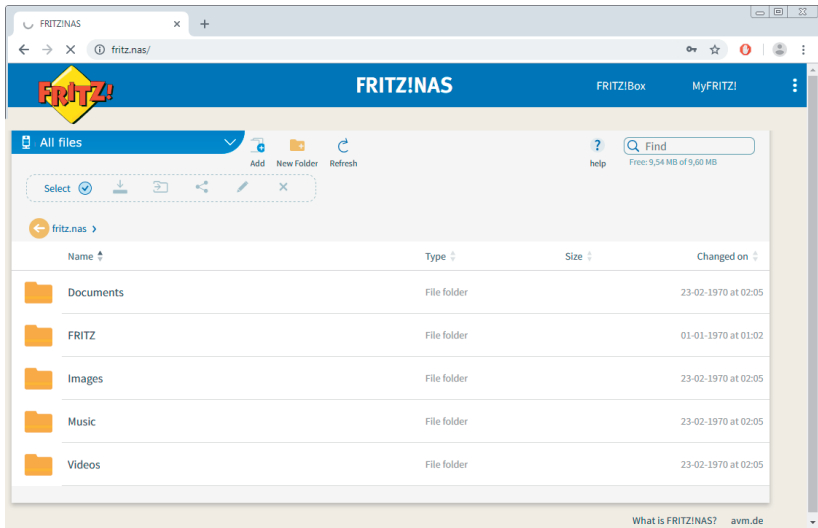 FRITZ!NAS
fritz.nas/
FRITZ!
FRITZ!NAS
FRITZ!Box
MyFRITZ!
All files
Add
New Folder
Refresh
help
Find
Free: 9,54 MB of 9,60 MB
Select
fritz.nas
Name Type Size Changed on
Documents File folder 23-02-1970 at 02:05
FRITZ File folder 01-01-1970 at 01:02
Images File folder 23-02-1970 at 02:05
Music File folder 23-02-1970 at 02:05
Videos File folder 23-02-1970 at 02:05
What is FRITZ!NAS? avm.de